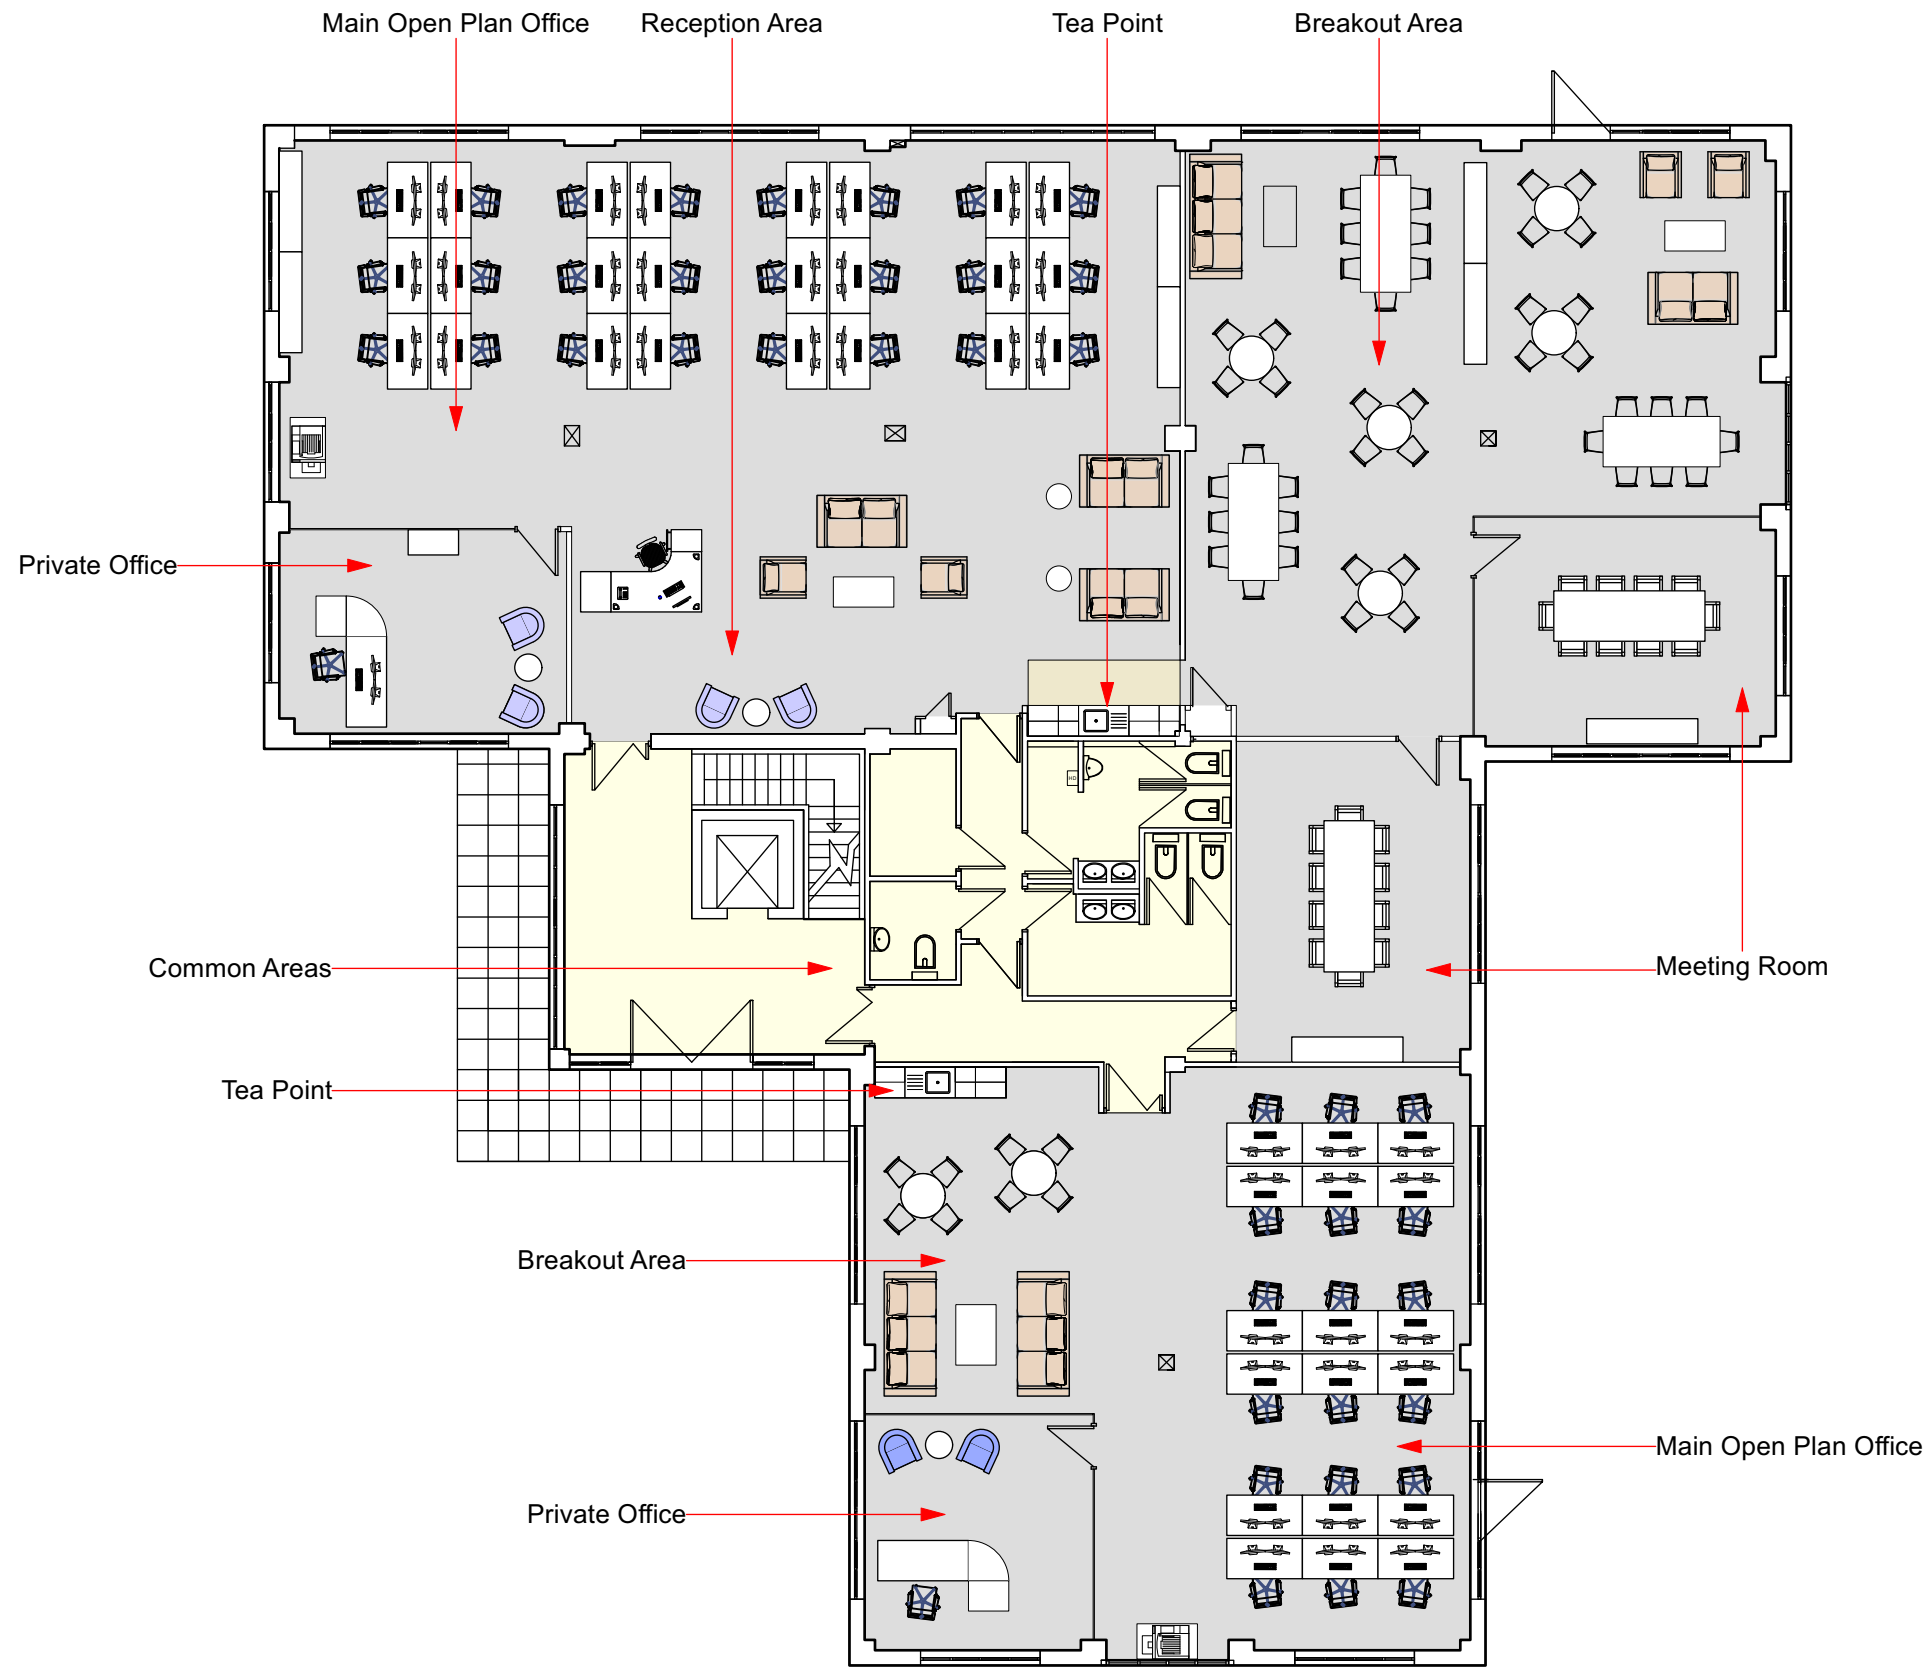 Main Open Plan Office
Reception Area
Tea Point
Breakout Area
Private Office
HD
Common Areas
Meeting Room
Tea Point
Breakout Area
Main Open Plan Office
Private Office